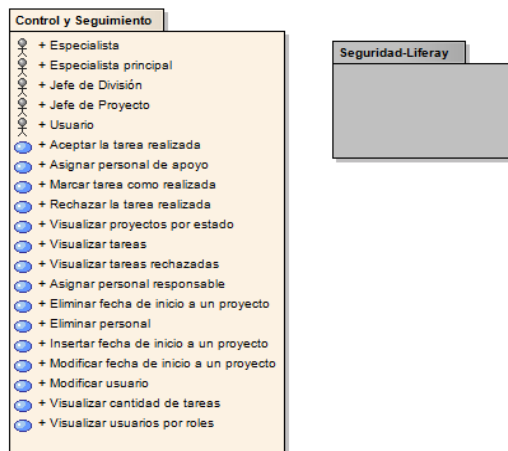 Control y Seguimiento
+ Especialista
+ Especialista principal
+ Jefe de División
+ Jefe de Proyecto
+ Usuario
+ Aceptar la tarea realizada
+ Asignar personal de apoyo
+ Marcar tarea como realizada
+ Rechazar la tarea realizada
+ Visualizar proyectos por estado
+ Visualizar tareas
+ Visualizar tareas rechazadas
+ Asignar personal responsable
+ Eliminar fecha de inicio a un proyecto
+ Eliminar personal
+ Insertar fecha de inicio a un proyecto
+ Modificar fecha de inicio a un proyecto
+ Modificar usuario
+ Visualizar cantidad de tareas
+ Visualizar usuarios por roles
Seguridad-Liferay